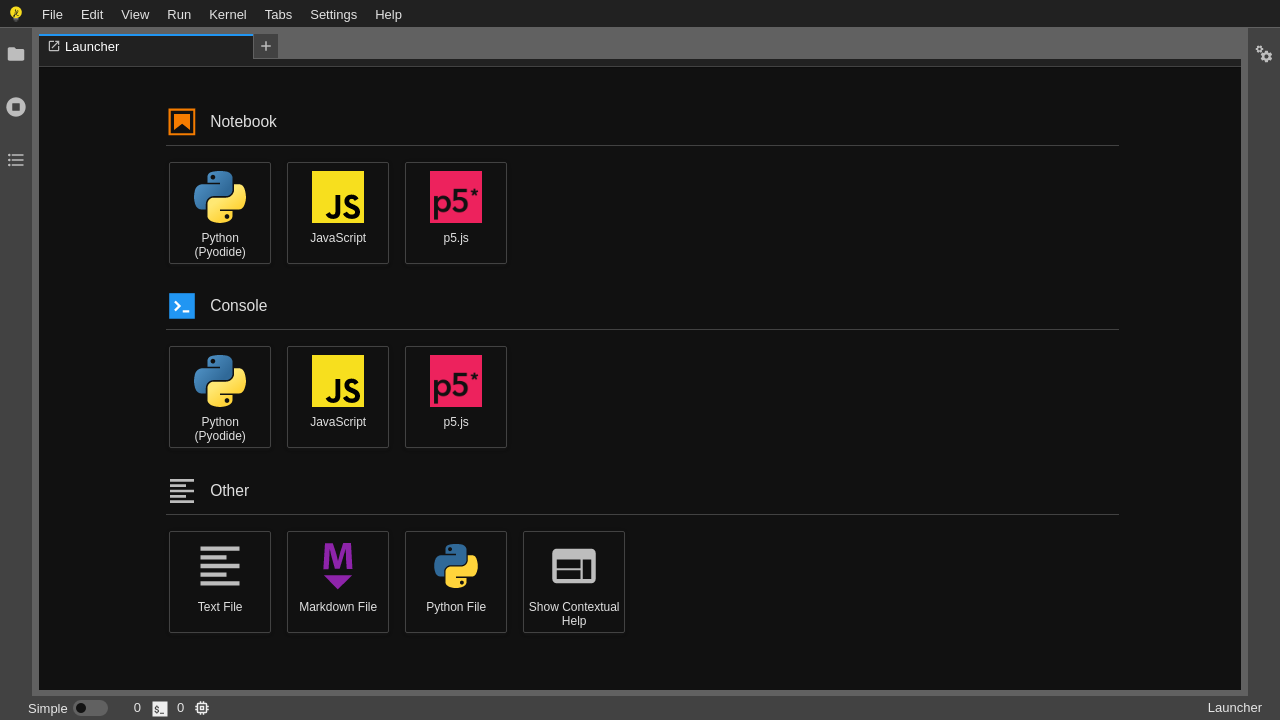 File Edit View Run Kernel Tabs Settings Help
Launcher
Notebook
Python
(Pyodide)
JS
JavaScript
p5*
p5.js
Console
Python
(Pyodide)
JS
JavaScript
p5*
p5.js
Other
Text File
M
Markdown File
Python File
Show Contextual
Help
Simple 0 $_ 0 Launcher